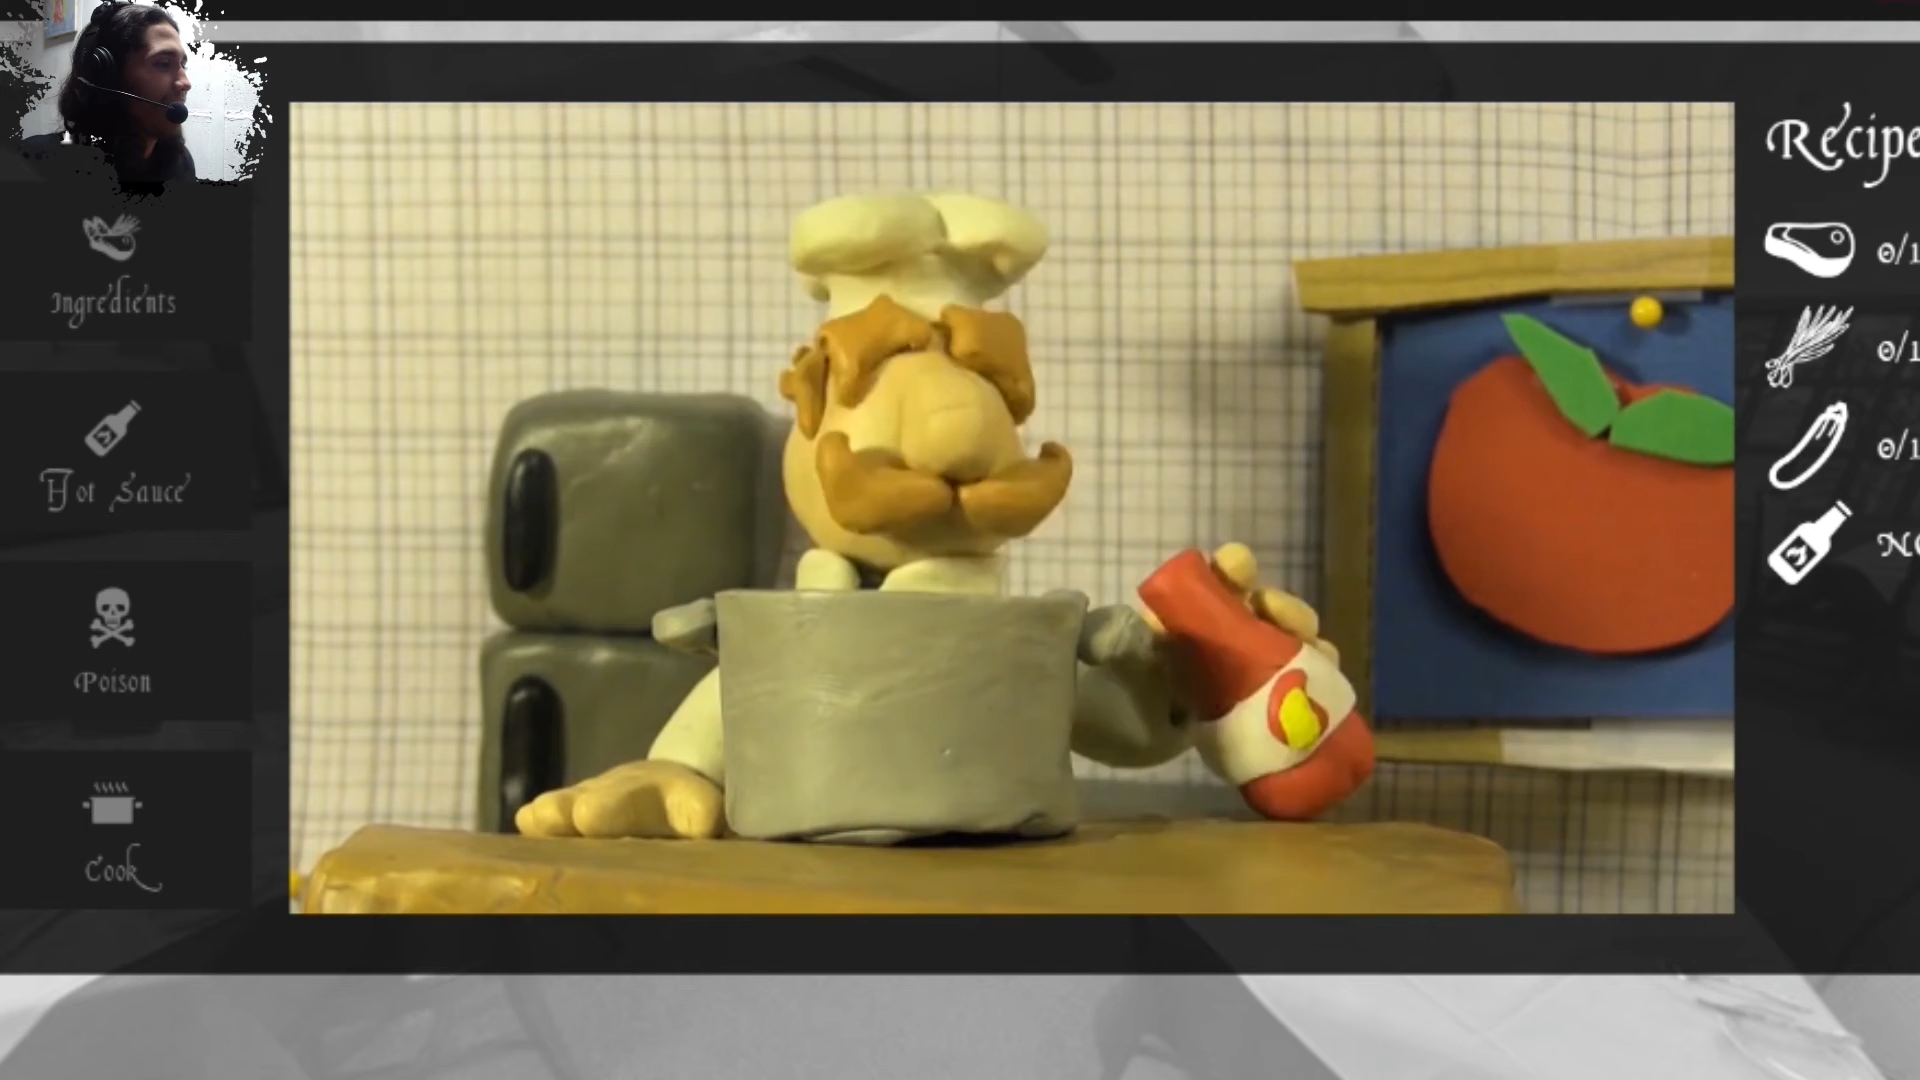 Ingredients
Hot Sauce
Poison
Cook
Recipe
0/1
0/1
0/1